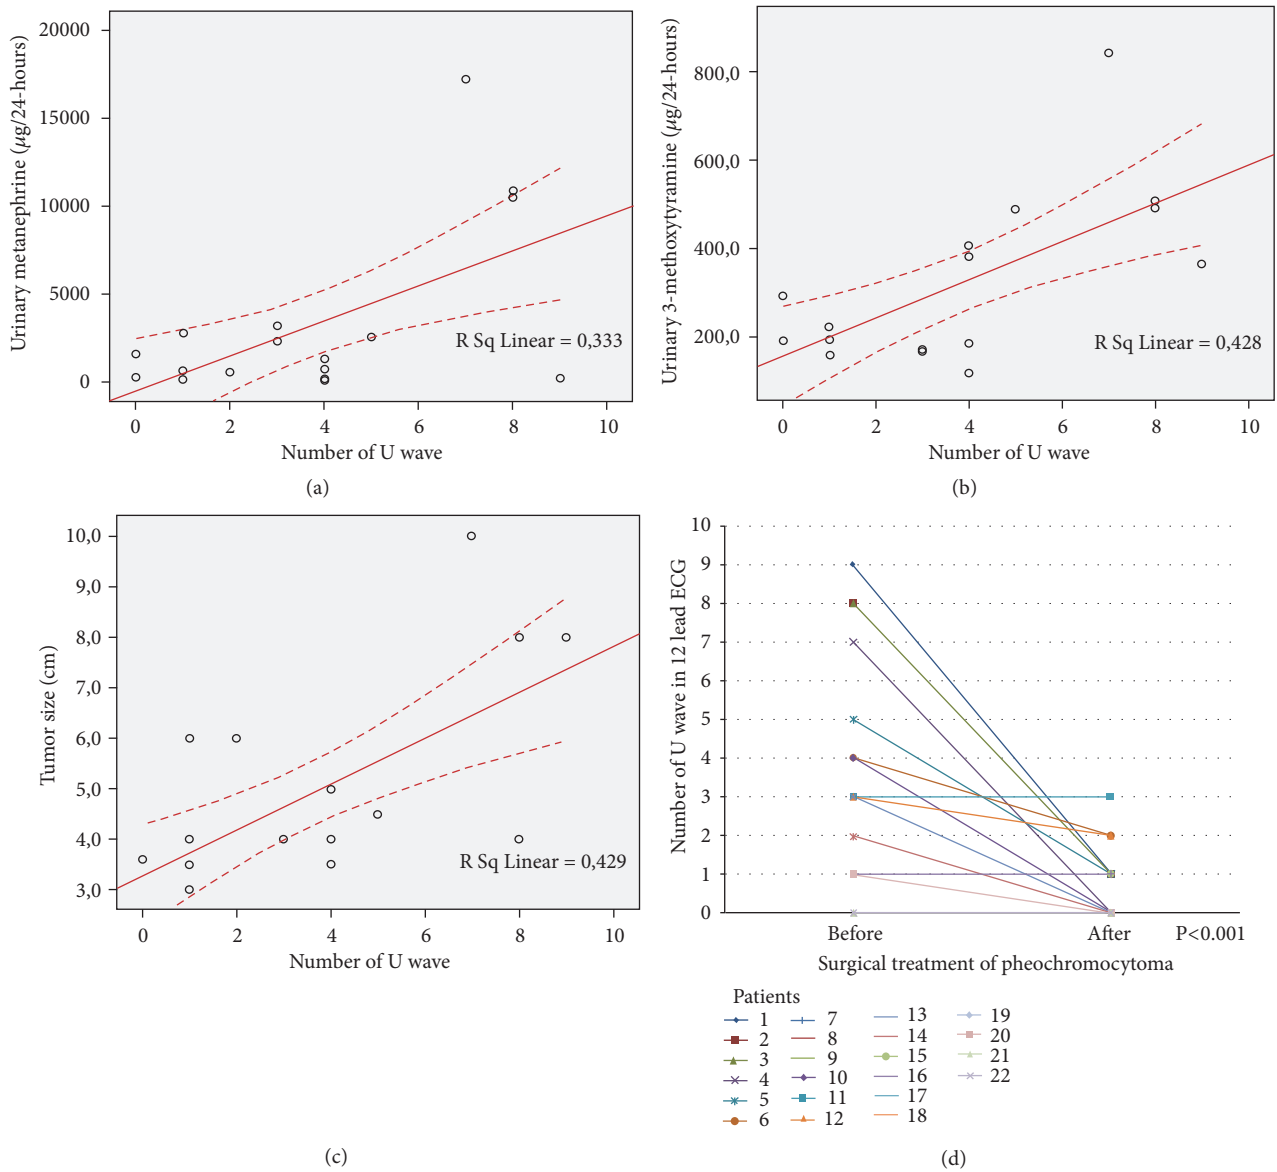 20000
15000
10000
5000
0
Urinary metanephrine (µg/24-hours)
R Sq Linear = 0,333
0 2 4 6 8 10
Number of U wave
(a)
800,0
600,0
400,0
200,0
Urinary 3-methoxytyramine (µg/24-hours)
R Sq Linear = 0,428
0 2 4 6 8 10
Number of U wave
(b)
10,0
9,0
8,0
7,0
6,0
5,0
4,0
3,0
Tumor size (cm)
R Sq Linear = 0,429
0 2 4 6 8 10
Number of U wave
(c)
10
9
8
7
6
5
4
3
2
1
0
Number of U wave in 12 lead ECG
Before After P<0.001
Surgical treatment of pheochromocytoma
Patients
1 7 13 19
2 8 14 20
3 9 15 21
4 10 16 22
5 11 17
6 12 18
(d)